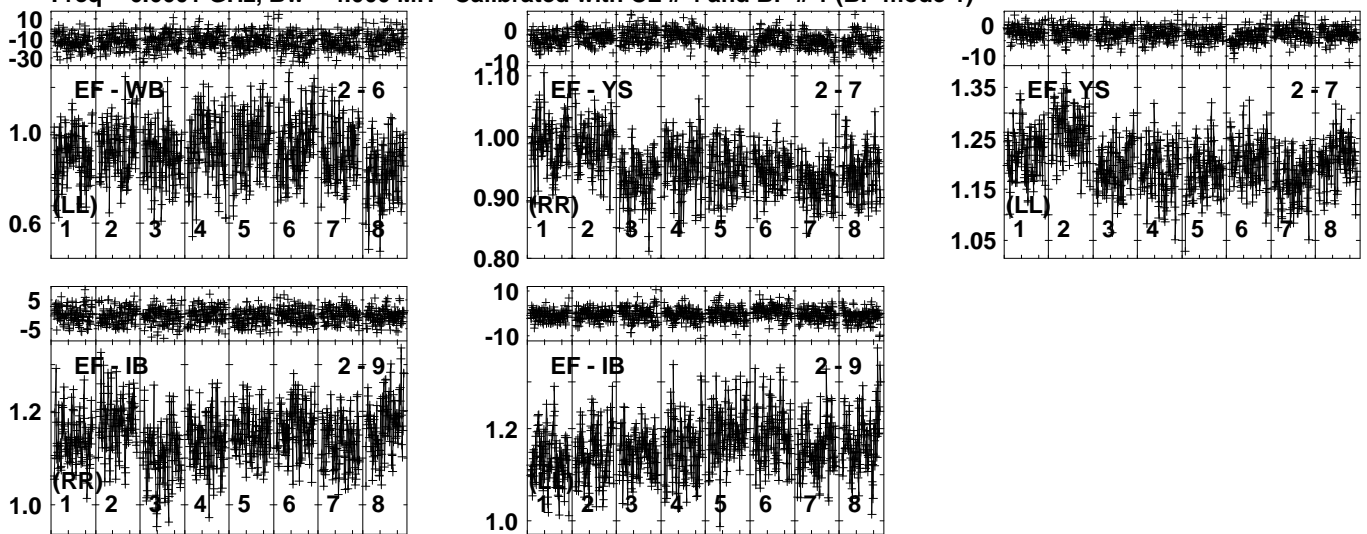 10
-10
-30
EF - WB 2 - 6
1.0
(LL)
0.6
1 2 3 4 5 6 7 8
0
-10
1.10
EF - YS 2 - 7
1.00
0.90
(RR)
1 2 3 4 5 6 7 8
0.80
0
-10
1.35
EF - YS 2 - 7
1.25
1.15
(LL)
1 2 3 4 5 6 7 8
1.05
5
-5
EF - IB 2 - 9
1.2
(RR)
1.0
1 2 3 4 5 6 7 8
10
0
-10
EF - IB 2 - 9
1.2
(LL)
1 2 3 4 5 6 7 8
1.0